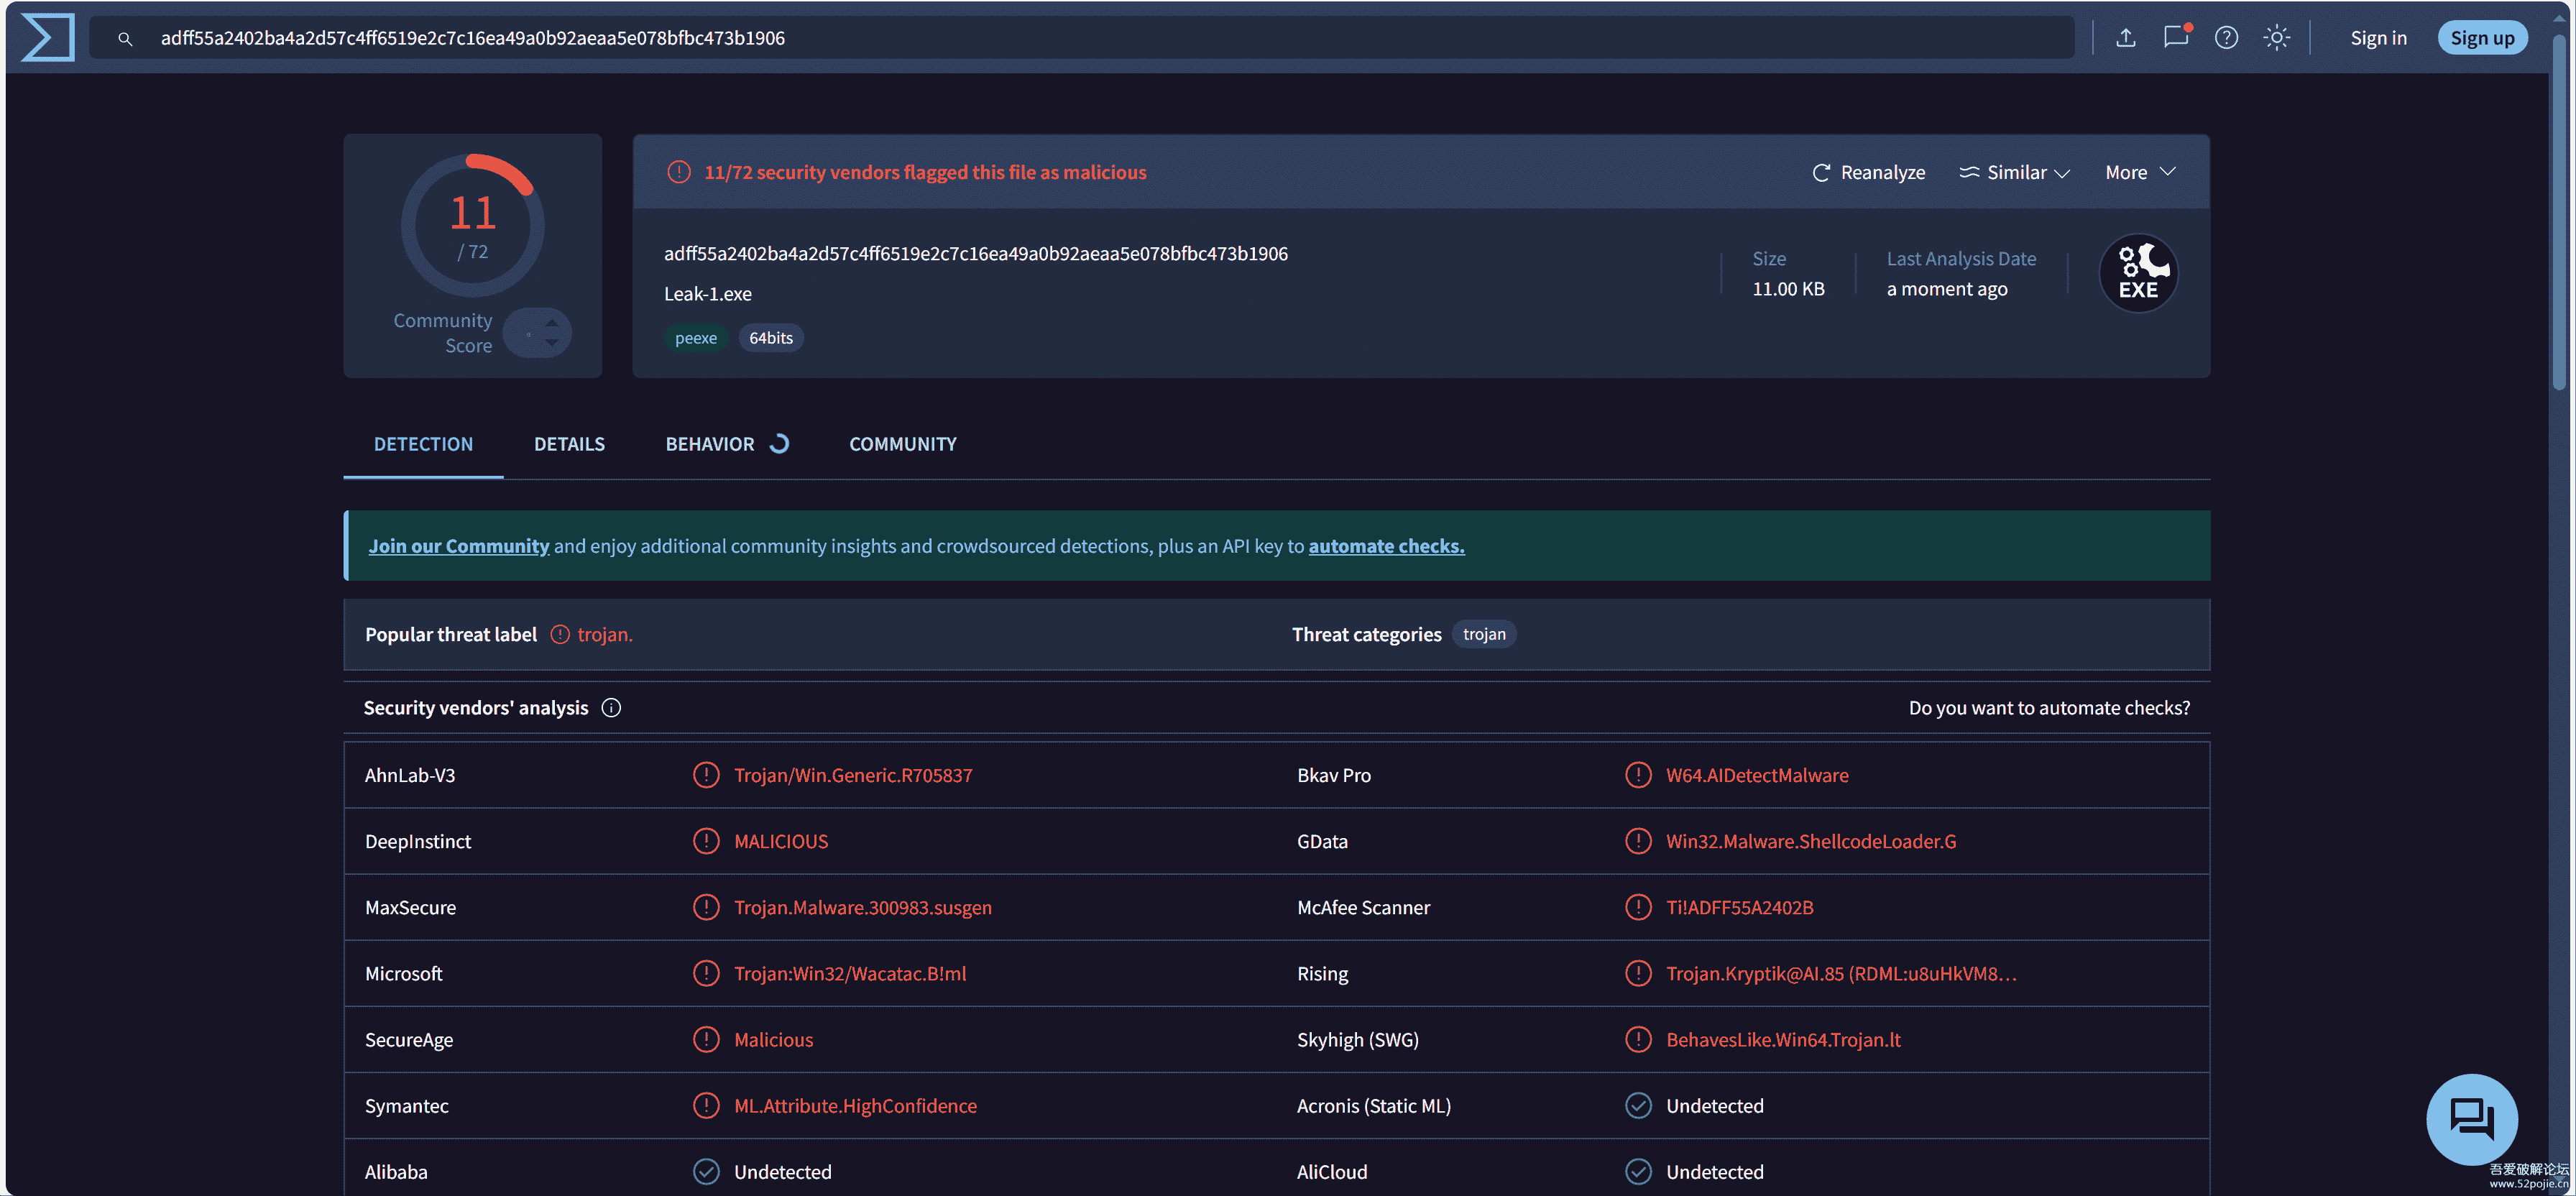 adff55a2402ba4a2d57c4ff6519e2c7c16ea49a0b92aeaa5e078bfbc473b1906
Sign in
Sign up
11
/ 72
Community
Score
11/72 security vendors flagged this file as malicious
Reanalyze
Similar
More
adff55a2402ba4a2d57c4ff6519e2c7c16ea49a0b92aeaa5e078bfbc473b1906
Leak-1.exe
peexe
64bits
Size
11.00 KB
Last Analysis Date
a moment ago
EXE
DETECTION
DETAILS
BEHAVIOR
COMMUNITY
Join our Community and enjoy additional community insights and crowdsourced detections, plus an API key to automate checks.
Popular threat label
trojan.
Threat categories
trojan
Security vendors' analysis
Do you want to automate checks?
AhnLab-V3
Trojan/Win.Generic.R705837
Bkav Pro
W64.AIDetectMalware
DeepInstinct
MALICIOUS
GData
Win32.Malware.ShellcodeLoader.G
MaxSecure
Trojan.Malware.300983.susgen
McAfee Scanner
Ti!ADFF55A2402B
Microsoft
Trojan:Win32/Wacatac.B!ml
Rising
Trojan.Kryptik@AI.85 (RDML:u8uHkVM8...
SecureAge
Malicious
Skyhigh (SWG)
BehavesLike.Win64.Trojan.lt
Symantec
ML.Attribute.HighConfidence
Acronis (Static ML)
Undetected
Alibaba
Undetected
AliCloud
Undetected
吾爱破解论坛
www.52pojie.cn